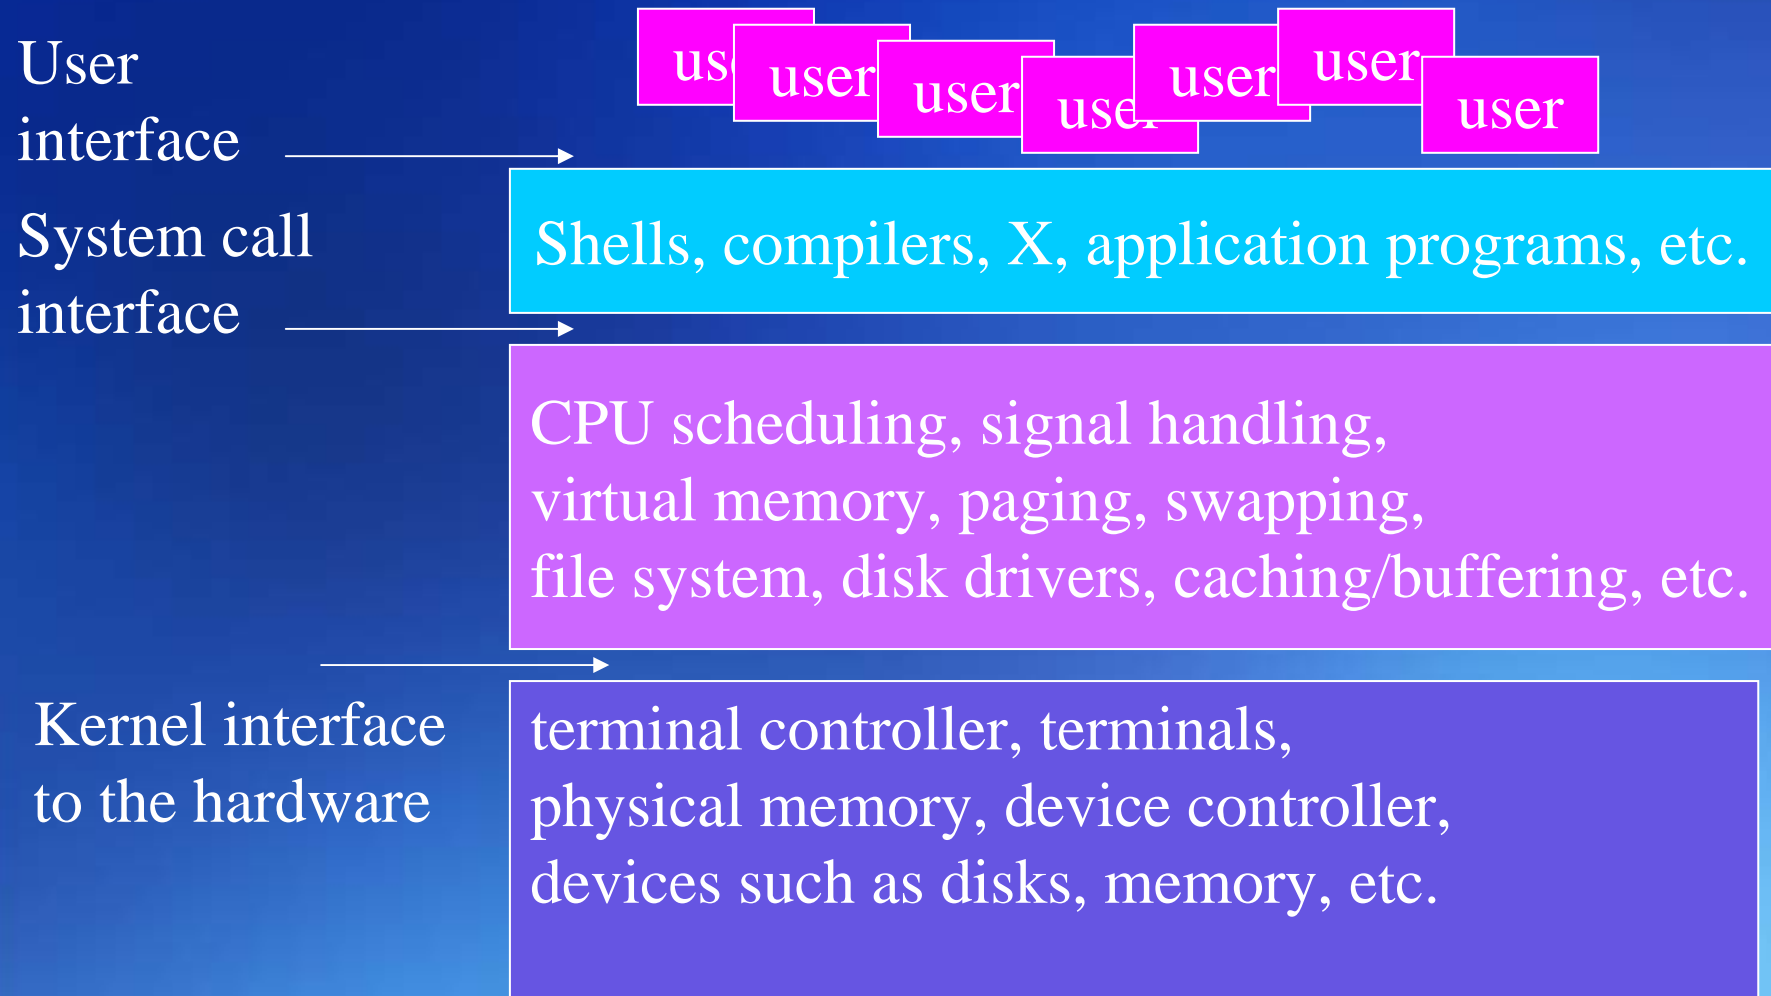 User
interface
user
user
user
user
user
user
user
System call
interface
Shells, compilers, X, application programs, etc.
CPU scheduling, signal handling,
virtual memory, paging, swapping,
file system, disk drivers, caching/buffering, etc.
Kernel interface
to the hardware
terminal controller, terminals,
physical memory, device controller,
devices such as disks, memory, etc.